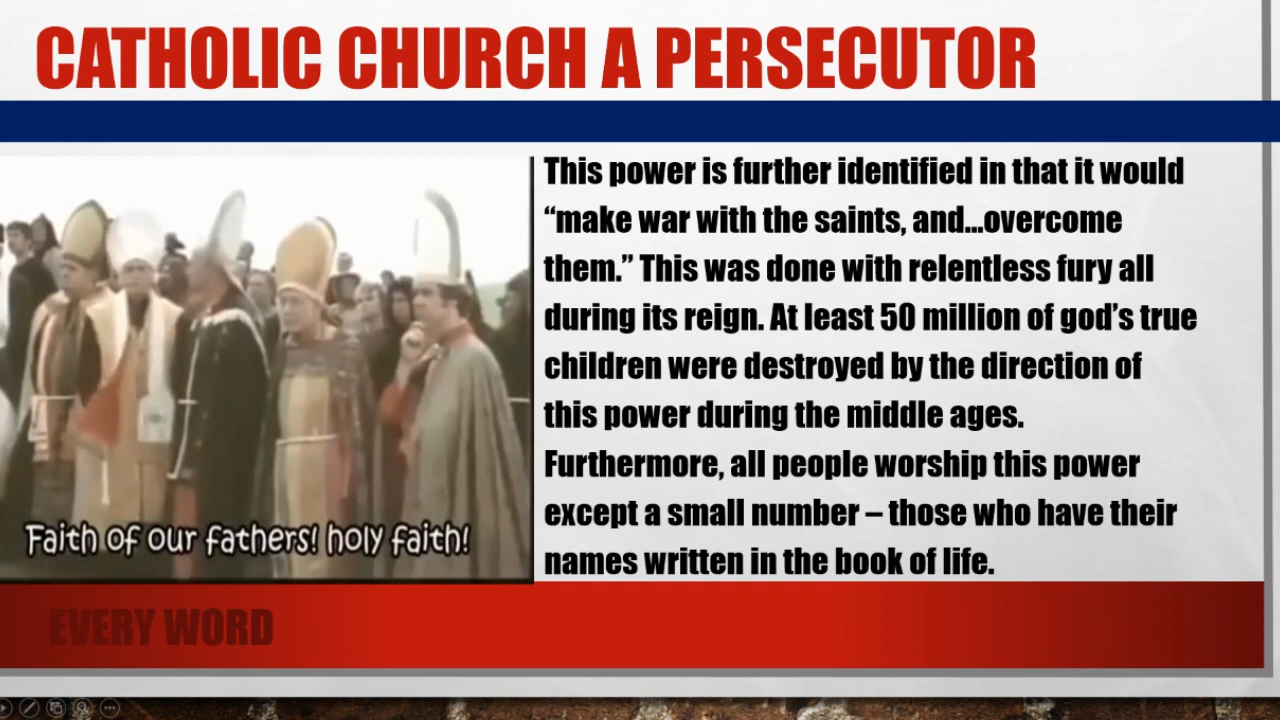 CATHOLIC CHURCH A PERSECUTOR
This power is further identified in that it would
“make war with the saints, and...overcome
them.” This was done with relentless fury all
during its reign. At least 50 million of god’s true
children were destroyed by the direction of
this power during the middle ages.
Furthermore, all people worship this power
except a small number – those who have their
names written in the book of life.
Faith of our fathers! holy faith!
EVERY WORD